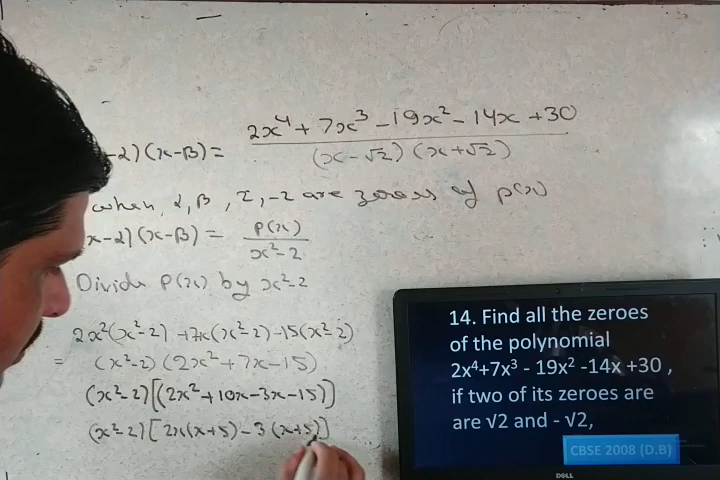 2x⁴ + 7x³ - 19x² - 14x + 30
-α) (x-β) = (x-√2) (x+√2)
when, α, β, √2, -√2 are zeroes of p(x)
x-α) (x-β) = P(x)
x²-2
Divide P(x) by x²-2
2x²(x²-2) +7x(x²-2) -15(x²-2)
= (x²-2) (2x²+7x-15)
(x²-2)[(2x²+10x-3x-15)]
(x²-2) [2x(x+5) -3(x+5)]
14. Find all the zeroes
of the polynomial
2x⁴+7x³ - 19x² -14x +30 ,
if two of its zeroes are
are √2 and - √2,
CBSE 2008 (D.B)
DELL